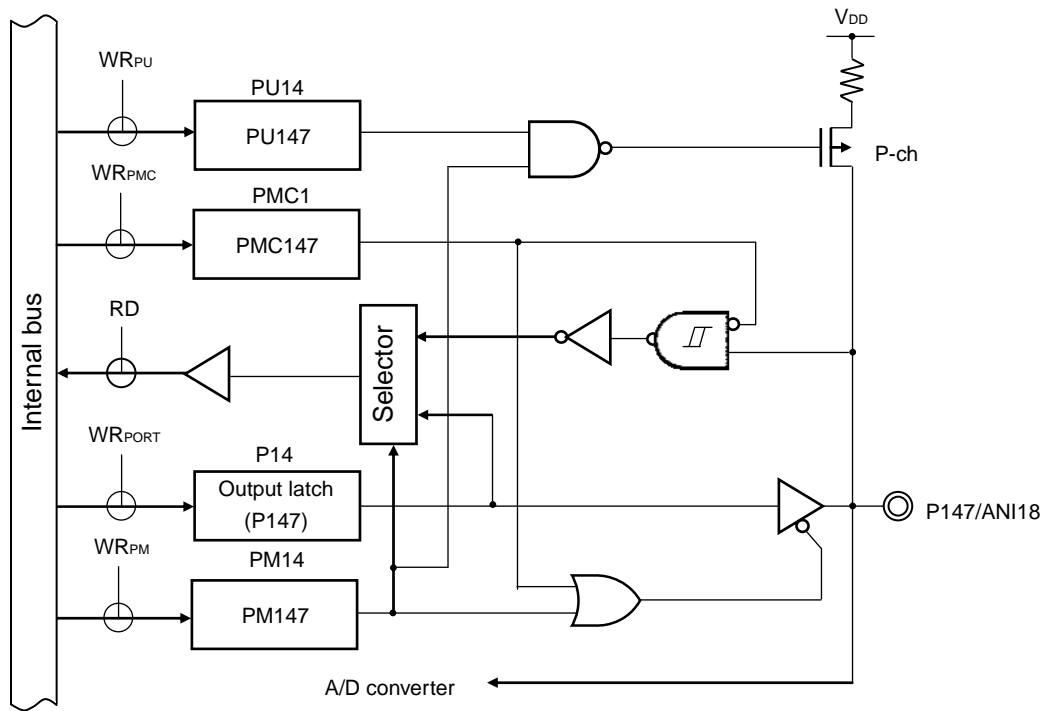 VDD
WRPU
PU14
PU147
P-ch
WRPMC
PMC1
PMC147
RD
Selector
Internal bus
WRPORT
P14
Output latch
(P147)
P147/ANI18
WRPM
PM14
PM147
A/D converter